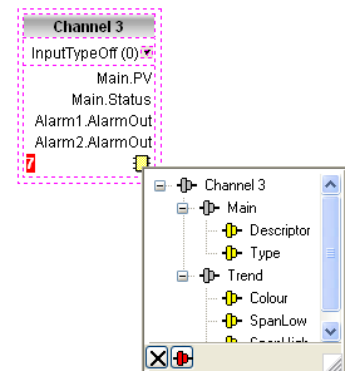 Channel 3
InputTypeOff (0)
Main.PV
Main.Status
Alarm1.AlarmOut
Alarm2.AlarmOut
7
Channel 3
Main
Descriptor
Type
Trend
Colour
SpanLow
SpanHigh